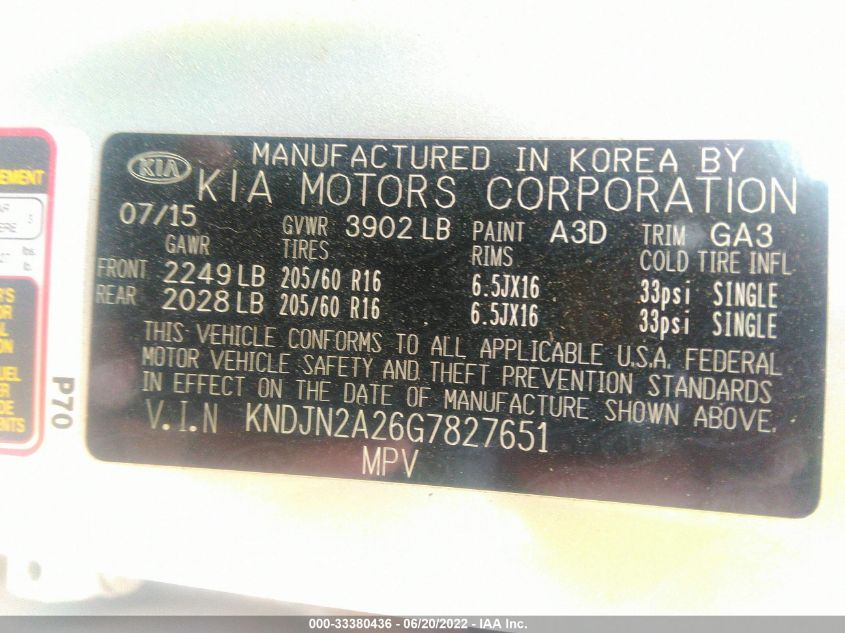 KIA
MANUFACTURED IN KOREA BY
KIA MOTORS CORPORATION
07/15 GVWR 3902 LB PAINT A3D TRIM GA3
GAWR TIRES RIMS COLD TIRE INFL
FRONT 2249 LB 205/60 R16 6.5JX16 33psi SINGLE
REAR 2028 LB 205/60 R16 6.5JX16 33psi SINGLE
THIS VEHICLE CONFORMS TO ALL APPLICABLE U.S.A. FEDERAL
MOTOR VEHICLE SAFETY AND THEFT PREVENTION STANDARDS
IN EFFECT ON THE DATE OF MANUFACTURE SHOWN ABOVE.
V.I.N KNDJN2A26G7827651
MPV
P70
lbs.
lb.
000-33380436 - 06/20/2022 - IAA Inc.